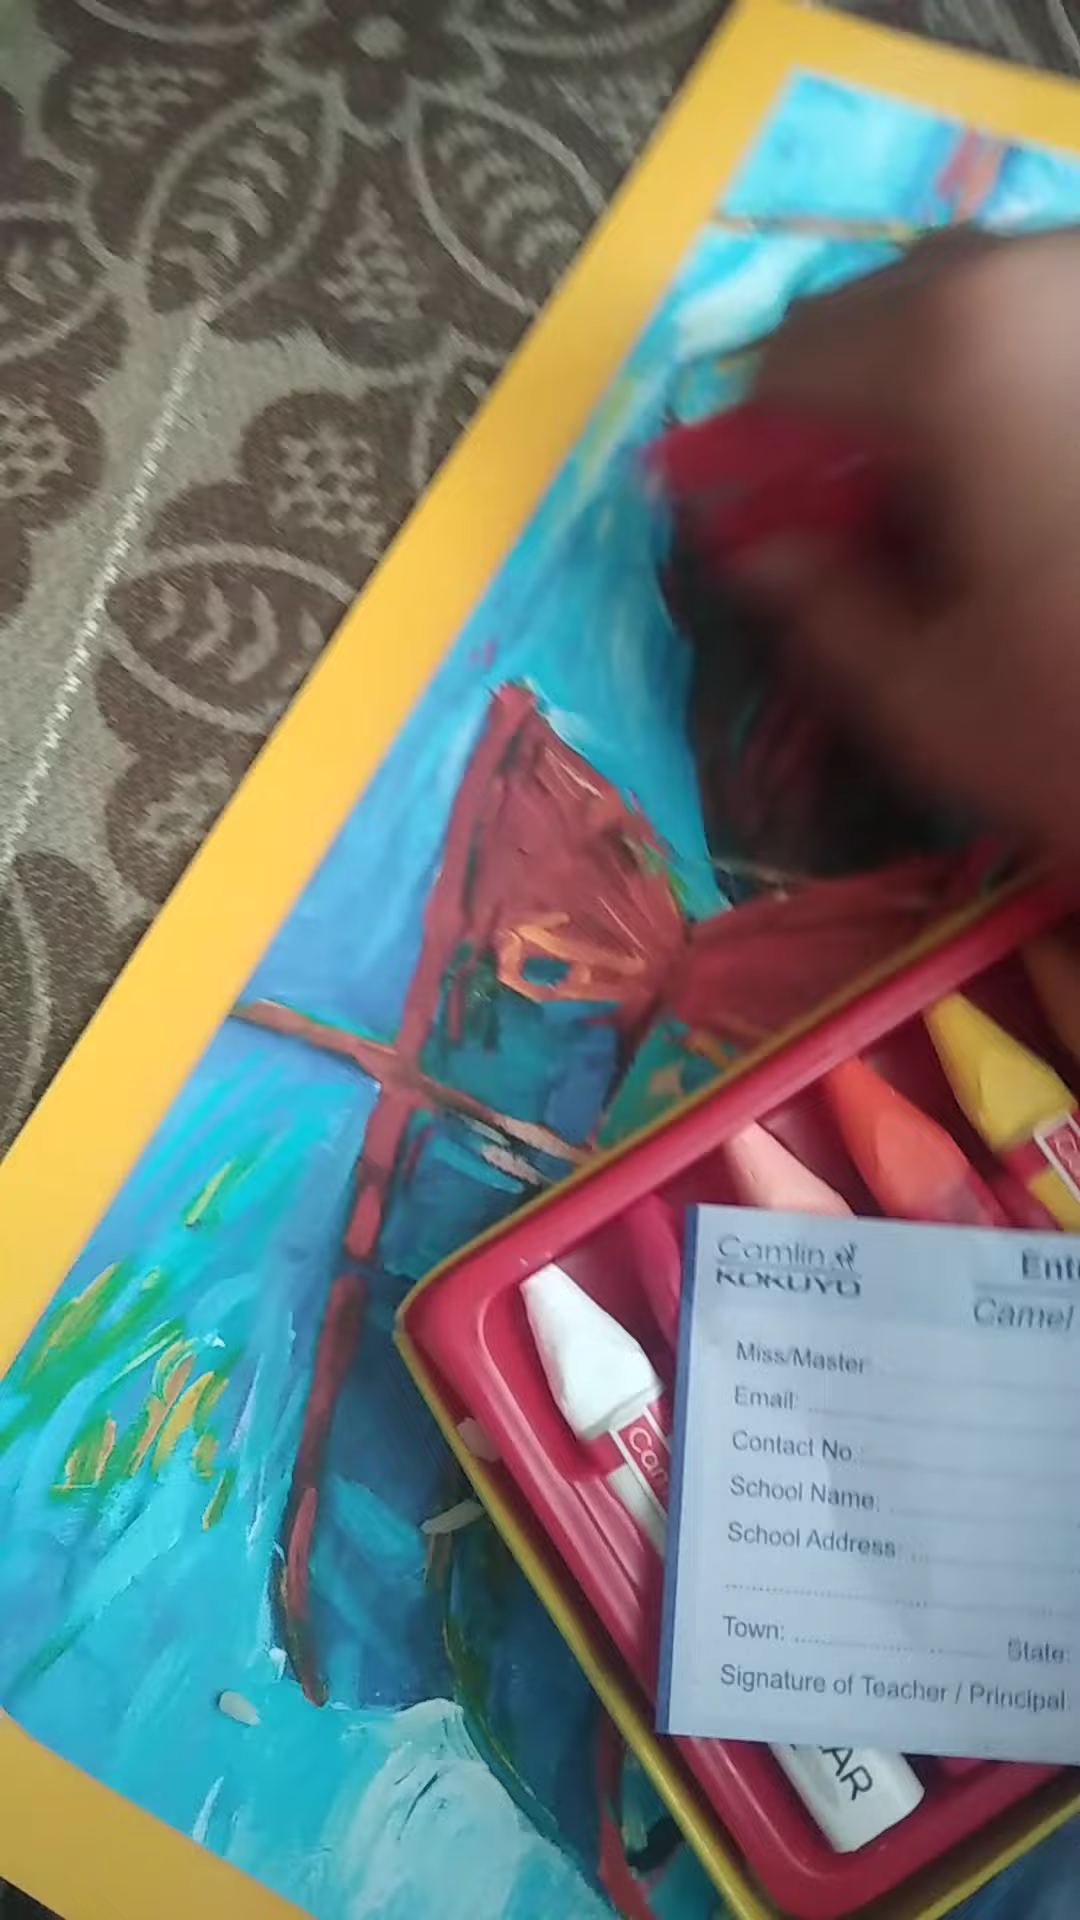 Camlin
KOKUYO
Camel
Miss/Master
Email:
Contact No.:
School Name:
School Address
Town: State:
Signature of Teacher / Principal